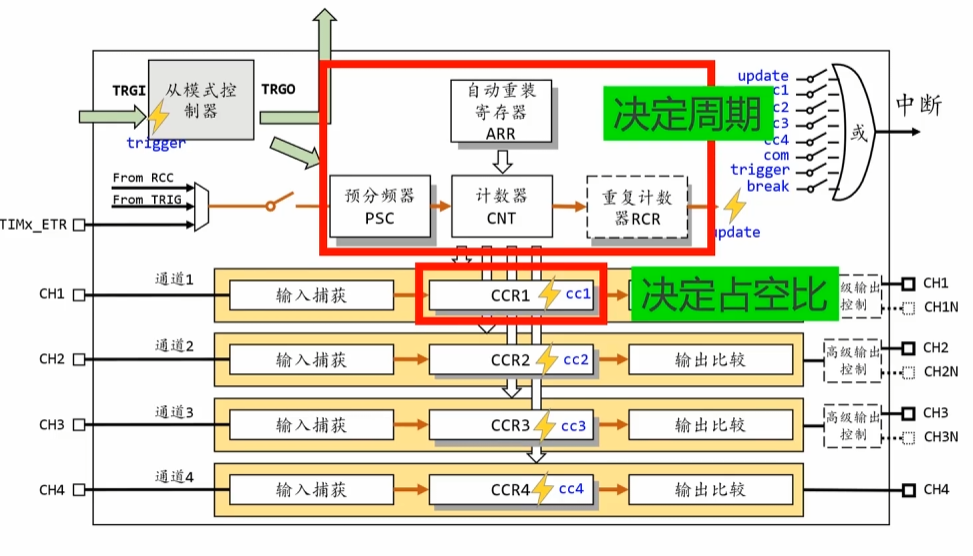 TRGI
从模式控
制器
trigger
TRGO
自动重装
寄存器
ARR
决定周期
update
c1
c2
c3
cc4
com
trigger
break
或
中断
From RCC
From TRIG
TIMx_ETR
预分频器
PSC
计数器
CNT
重复计数
器RCR
update
CH1
通道1
输入捕获
CCR1
cc1
决定占空比
级输出
控制
CH1
CH1N
CH2
通道2
输入捕获
CCR2
cc2
输出比较
高级输出
控制
CH2
CH2N
CH3
通道3
输入捕获
CCR3
cc3
输出比较
高级输出
控制
CH3
CH3N
CH4
通道4
输入捕获
CCR4
cc4
输出比较
CH4